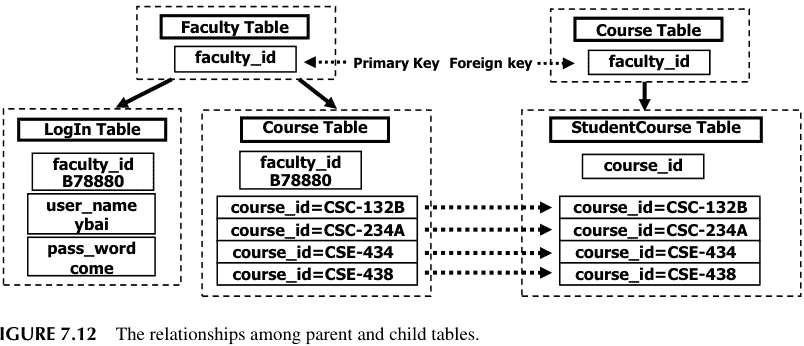 Faculty Table
faculty_id
Primary Key Foreign key
Course Table
faculty_id
LogIn Table
faculty_id
B78880
user_name
ybai
pass_word
come
Course Table
faculty_id
B78880
course_id=CSC-132B
course_id=CSC-234A
course_id=CSE-434
course_id=CSE-438
StudentCourse Table
course_id
course_id=CSC-132B
course_id=CSC-234A
course_id=CSE-434
course_id=CSE-438
IGURE 7.12 The relationships among parent and child tables.